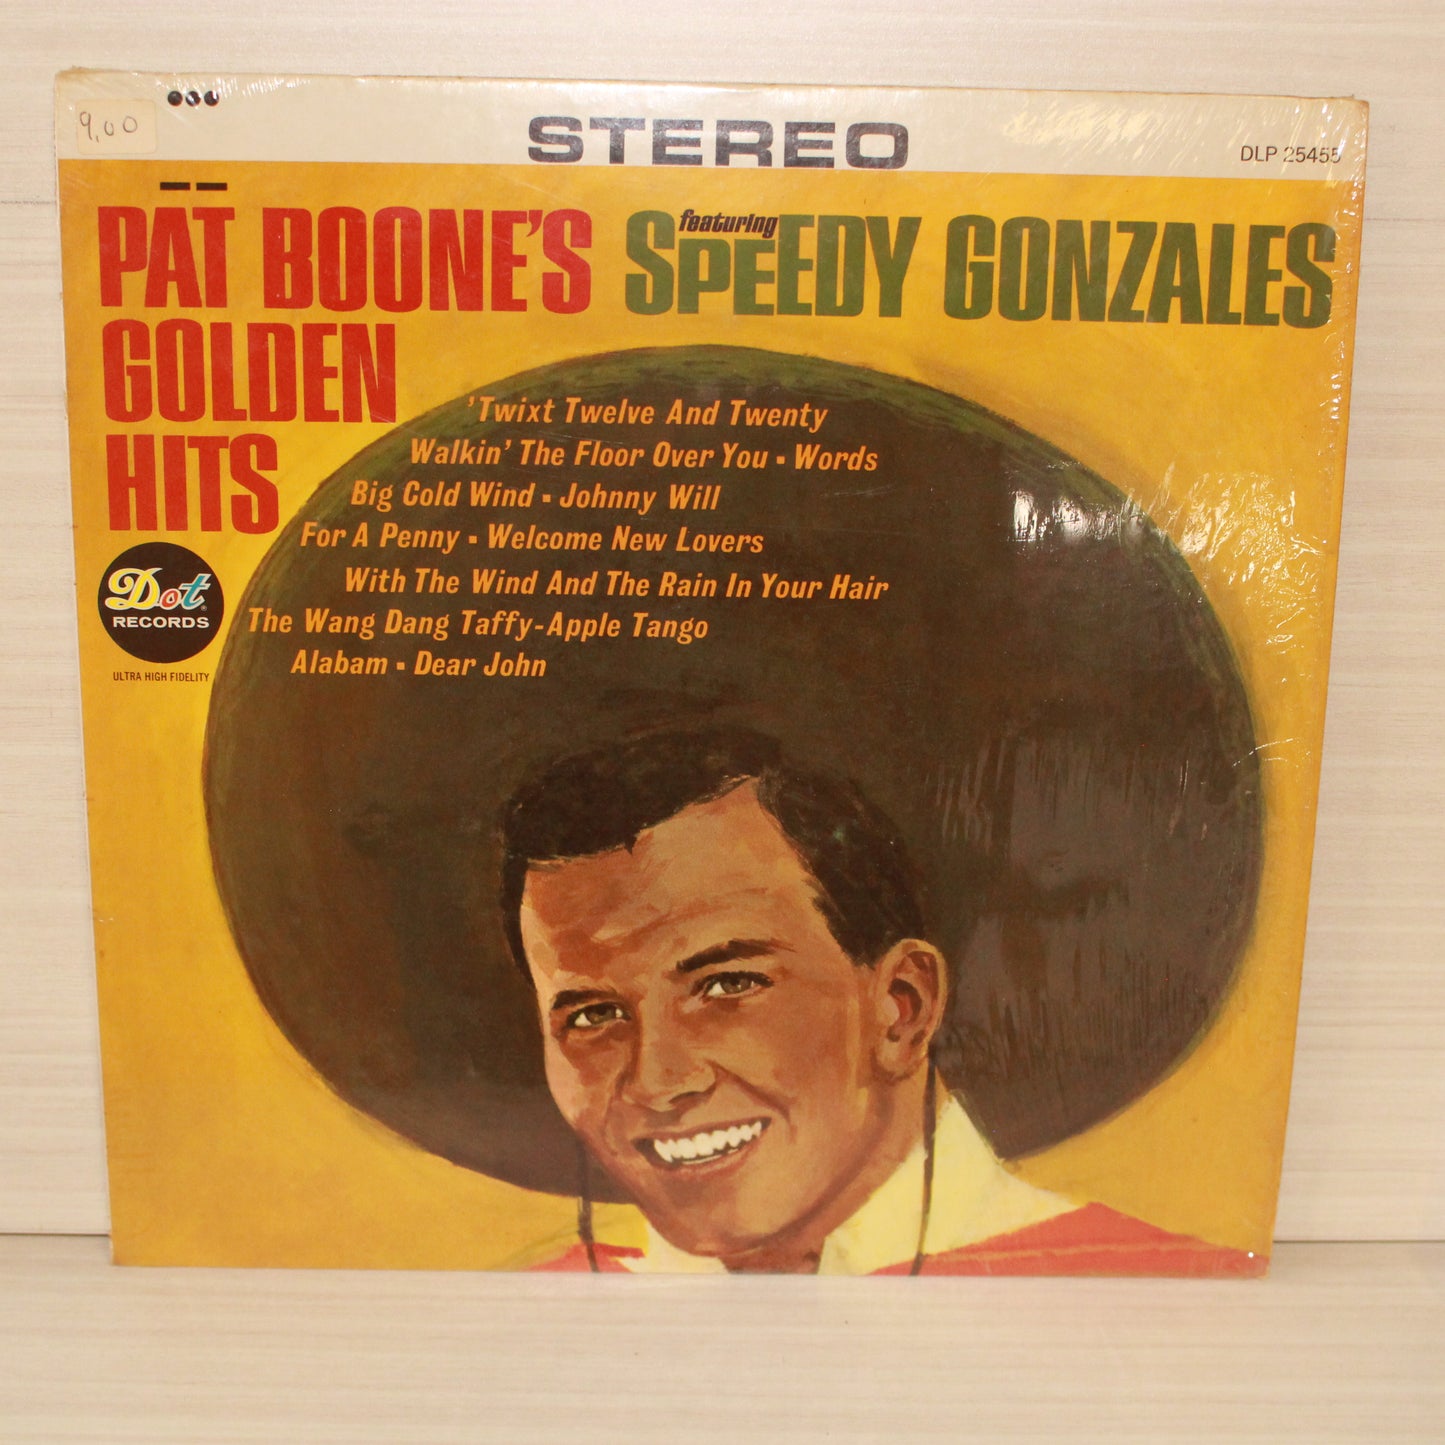 9,00
STEREO
DLP 25455
PAT BOONE'S
GOLDEN
HITS
featuring
SPEEDY GONZALES
'Twixt Twelve And Twenty
Walkin' The Floor Over You ▪ Words
Big Cold Wind ▪ Johnny Will
For A Penny ▪ Welcome New Lovers
With The Wind And The Rain In Your Hair
The Wang Dang Taffy-Apple Tango
Alabam ▪ Dear John
Dot®
RECORDS
ULTRA HIGH FIDELITY